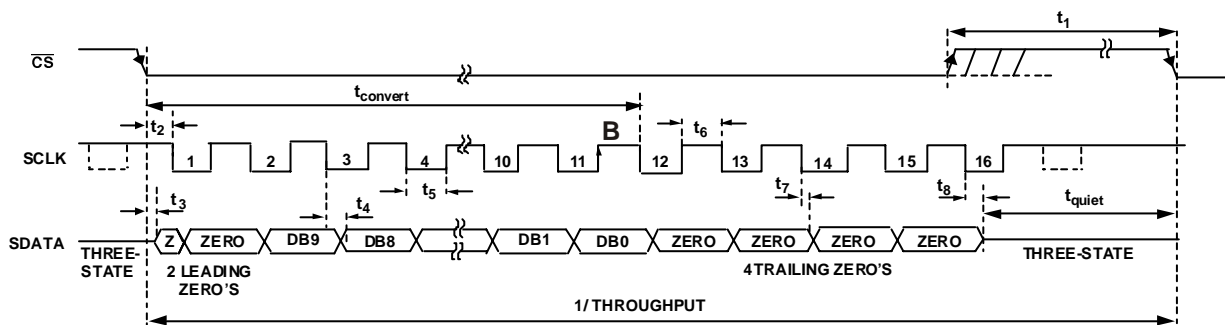 t1
CS
tconvert
t2
B
t6
SCLK
1 2 3 4 10 11 12 13 14 15 16
t5
t7
t8
t3
t4
tquiet
SDATA
Z ZERO DB9 DB8 DB1 DB0 ZERO ZERO ZERO ZERO
THREE-
STATE
2 LEADING
ZERO'S
4 TRAILING ZERO'S
THREE-STATE
1/ THROUGHPUT